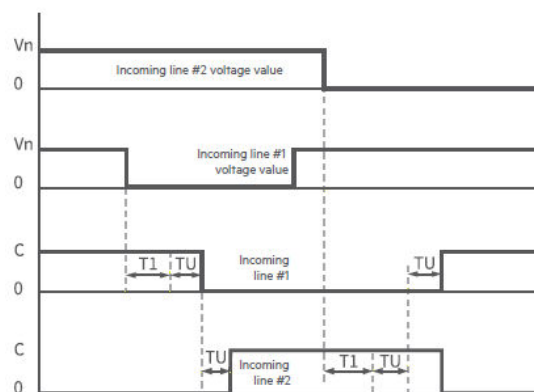 Vn
Incoming line #2 voltage value
0
Vn
Incoming line #1
voltage value
0
C
T1 TU
Incoming
line #1
TU
0
C
TU
Incoming
line #2
T1 TU
0